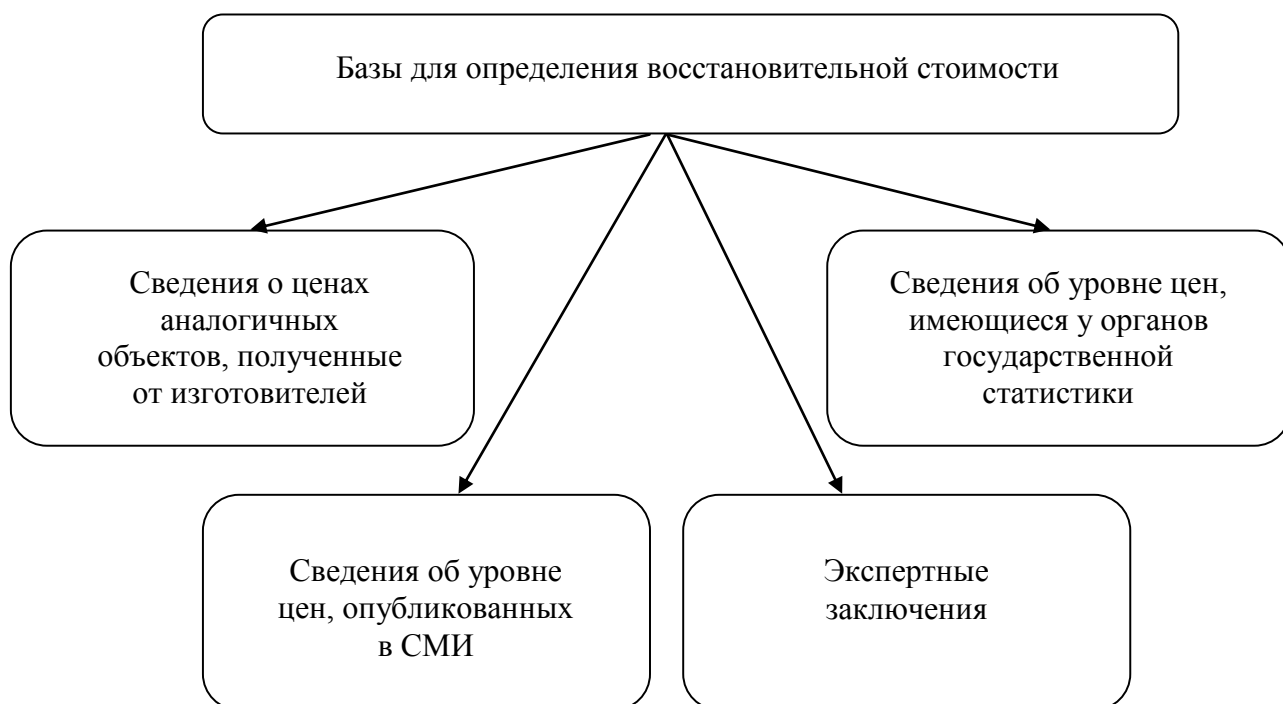 Базы для определения восстановительной стоимости
Сведения о ценах
аналогичных
объектов, полученные
от изготовителей
Сведения об уровне цен,
имеющиеся у органов
государственной
статистики
Сведения об уровне
цен, опубликованных
в СМИ
Экспертные
заключения